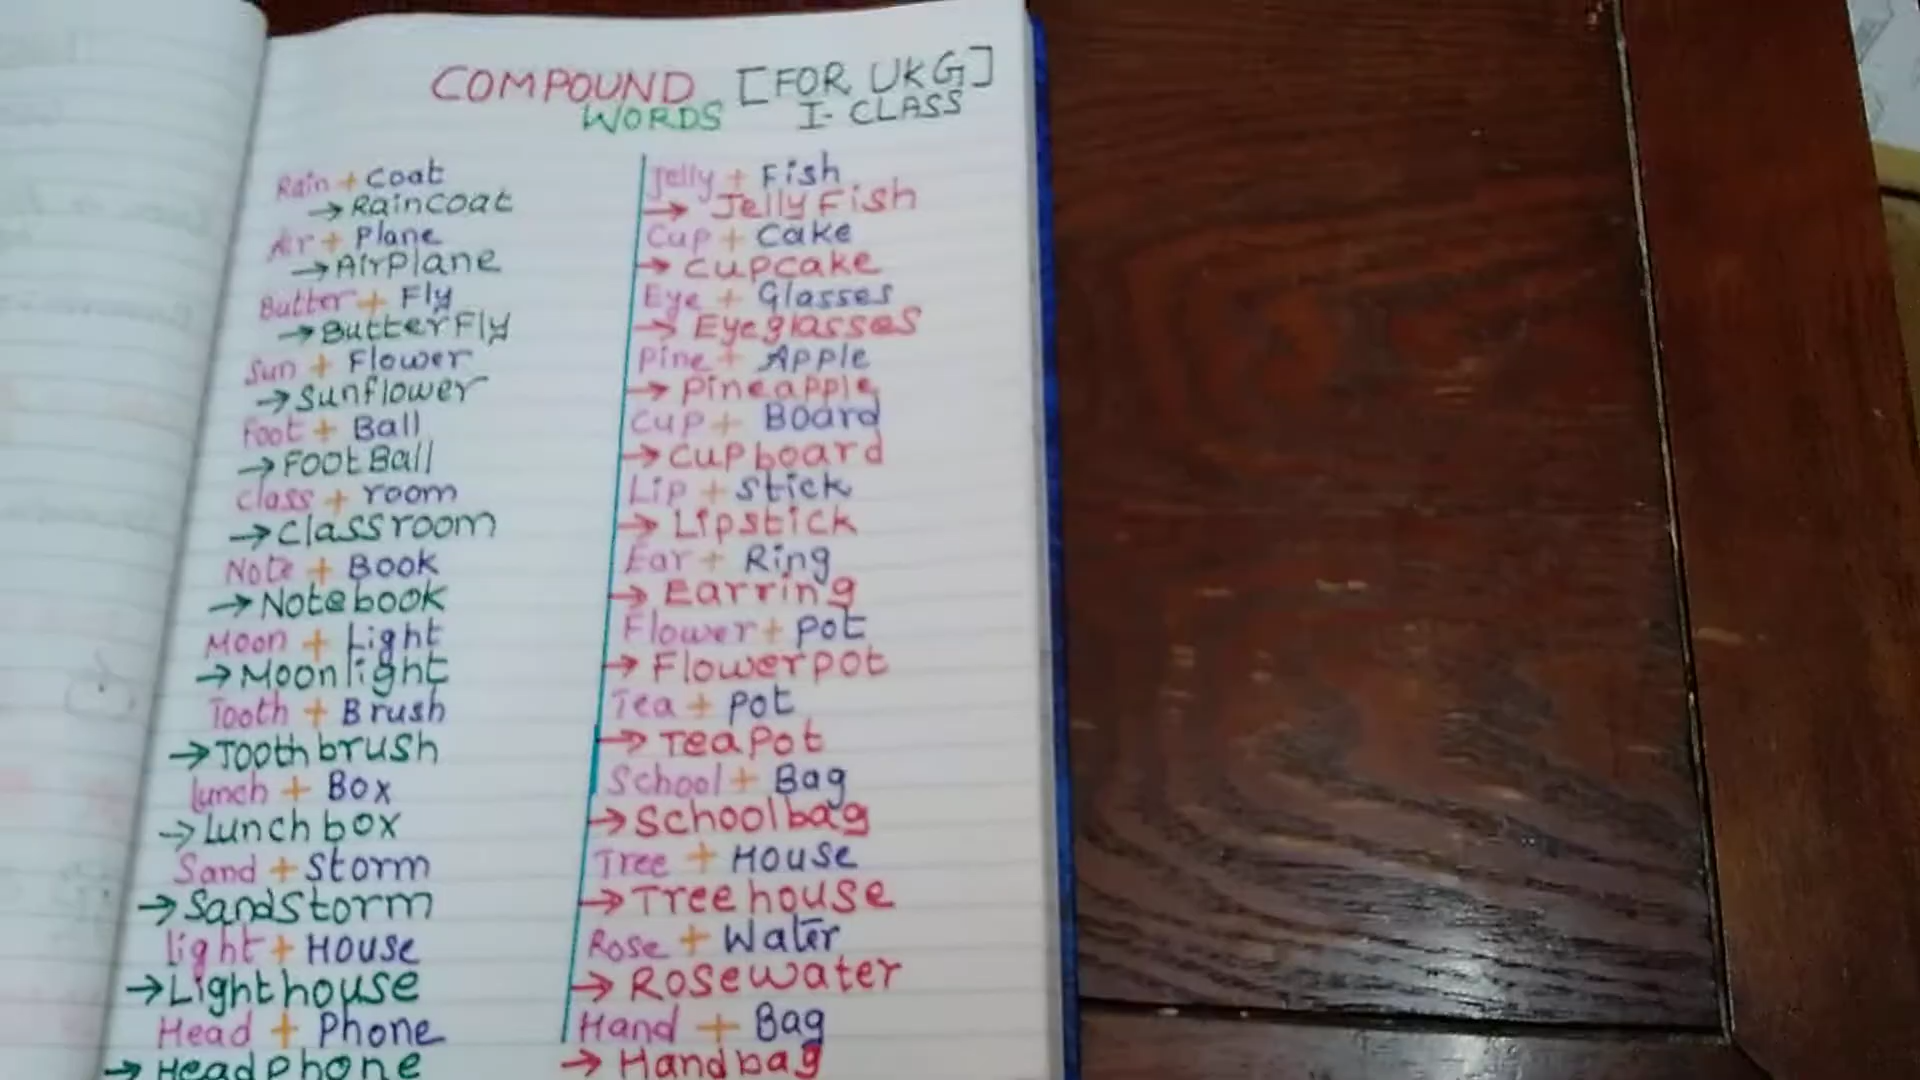 COMPOUND [FOR UKG]
WORDS I- CLASS
Rain + Coat
→ Raincoat
Air + Plane
→ AirPlane
Butter + Fly
→ ButterFly
Sun + Flower
→ Sunflower
Foot + Ball
→ FootBall
Class + room
→ Classroom
Note + Book
→ Notebook
Moon + Light
→ Moonlight
Tooth + Brush
→ Toothbrush
Lunch + Box
→ Lunchbox
Sand + Storm
→ SandStorm
Light + House
→ Lighthouse
Head + Phone
→ Headphone
Jelly + Fish
→ JellyFish
Cup + Cake
→ Cupcake
Eye + Glasses
→ Eyeglasses
Pine + Apple
→ Pineapple
Cup + Board
→ Cupboard
Lip + Stick
→ Lipstick
Ear + Ring
→ Earring
Flower + Pot
→ Flowerpot
Tea + Pot
→ Teapot
School + Bag
→ Schoolbag
Tree + House
→ Treehouse
Rose + Water
→ Rosewater
Hand + Bag
→ Handbag